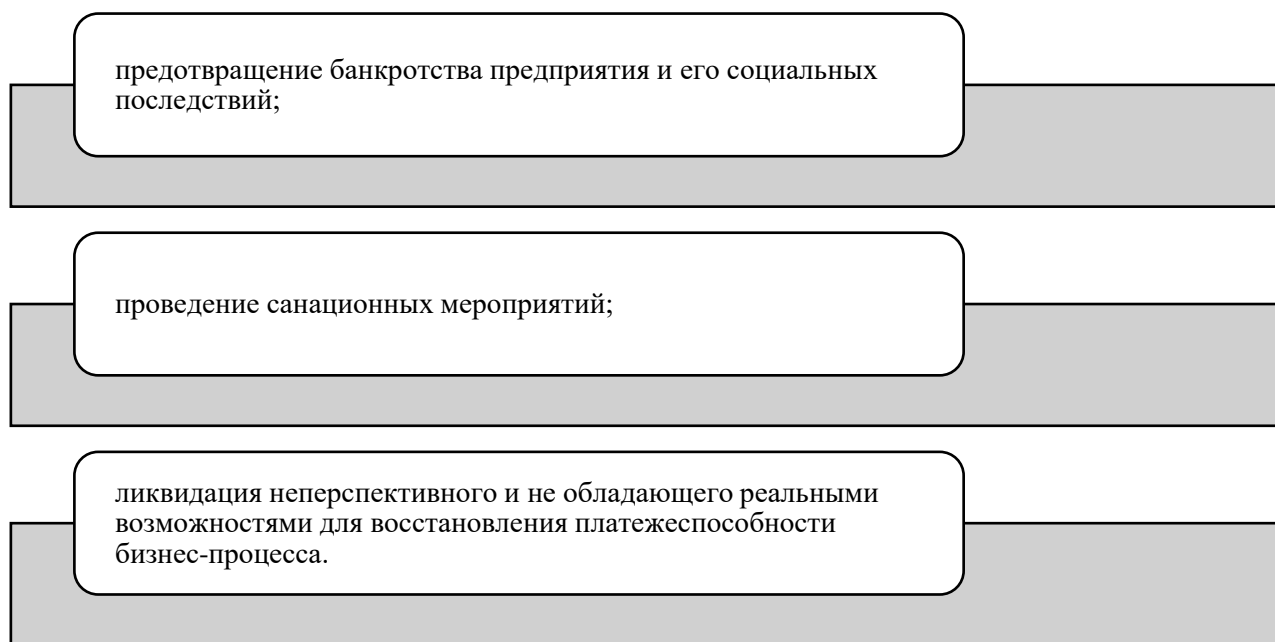 предотвращение банкротства предприятия и его социальных
последствий;
проведение санационных мероприятий;
ликвидация неперспективного и не обладающего реальными
возможностями для восстановления платежеспособности
бизнес-процесса.